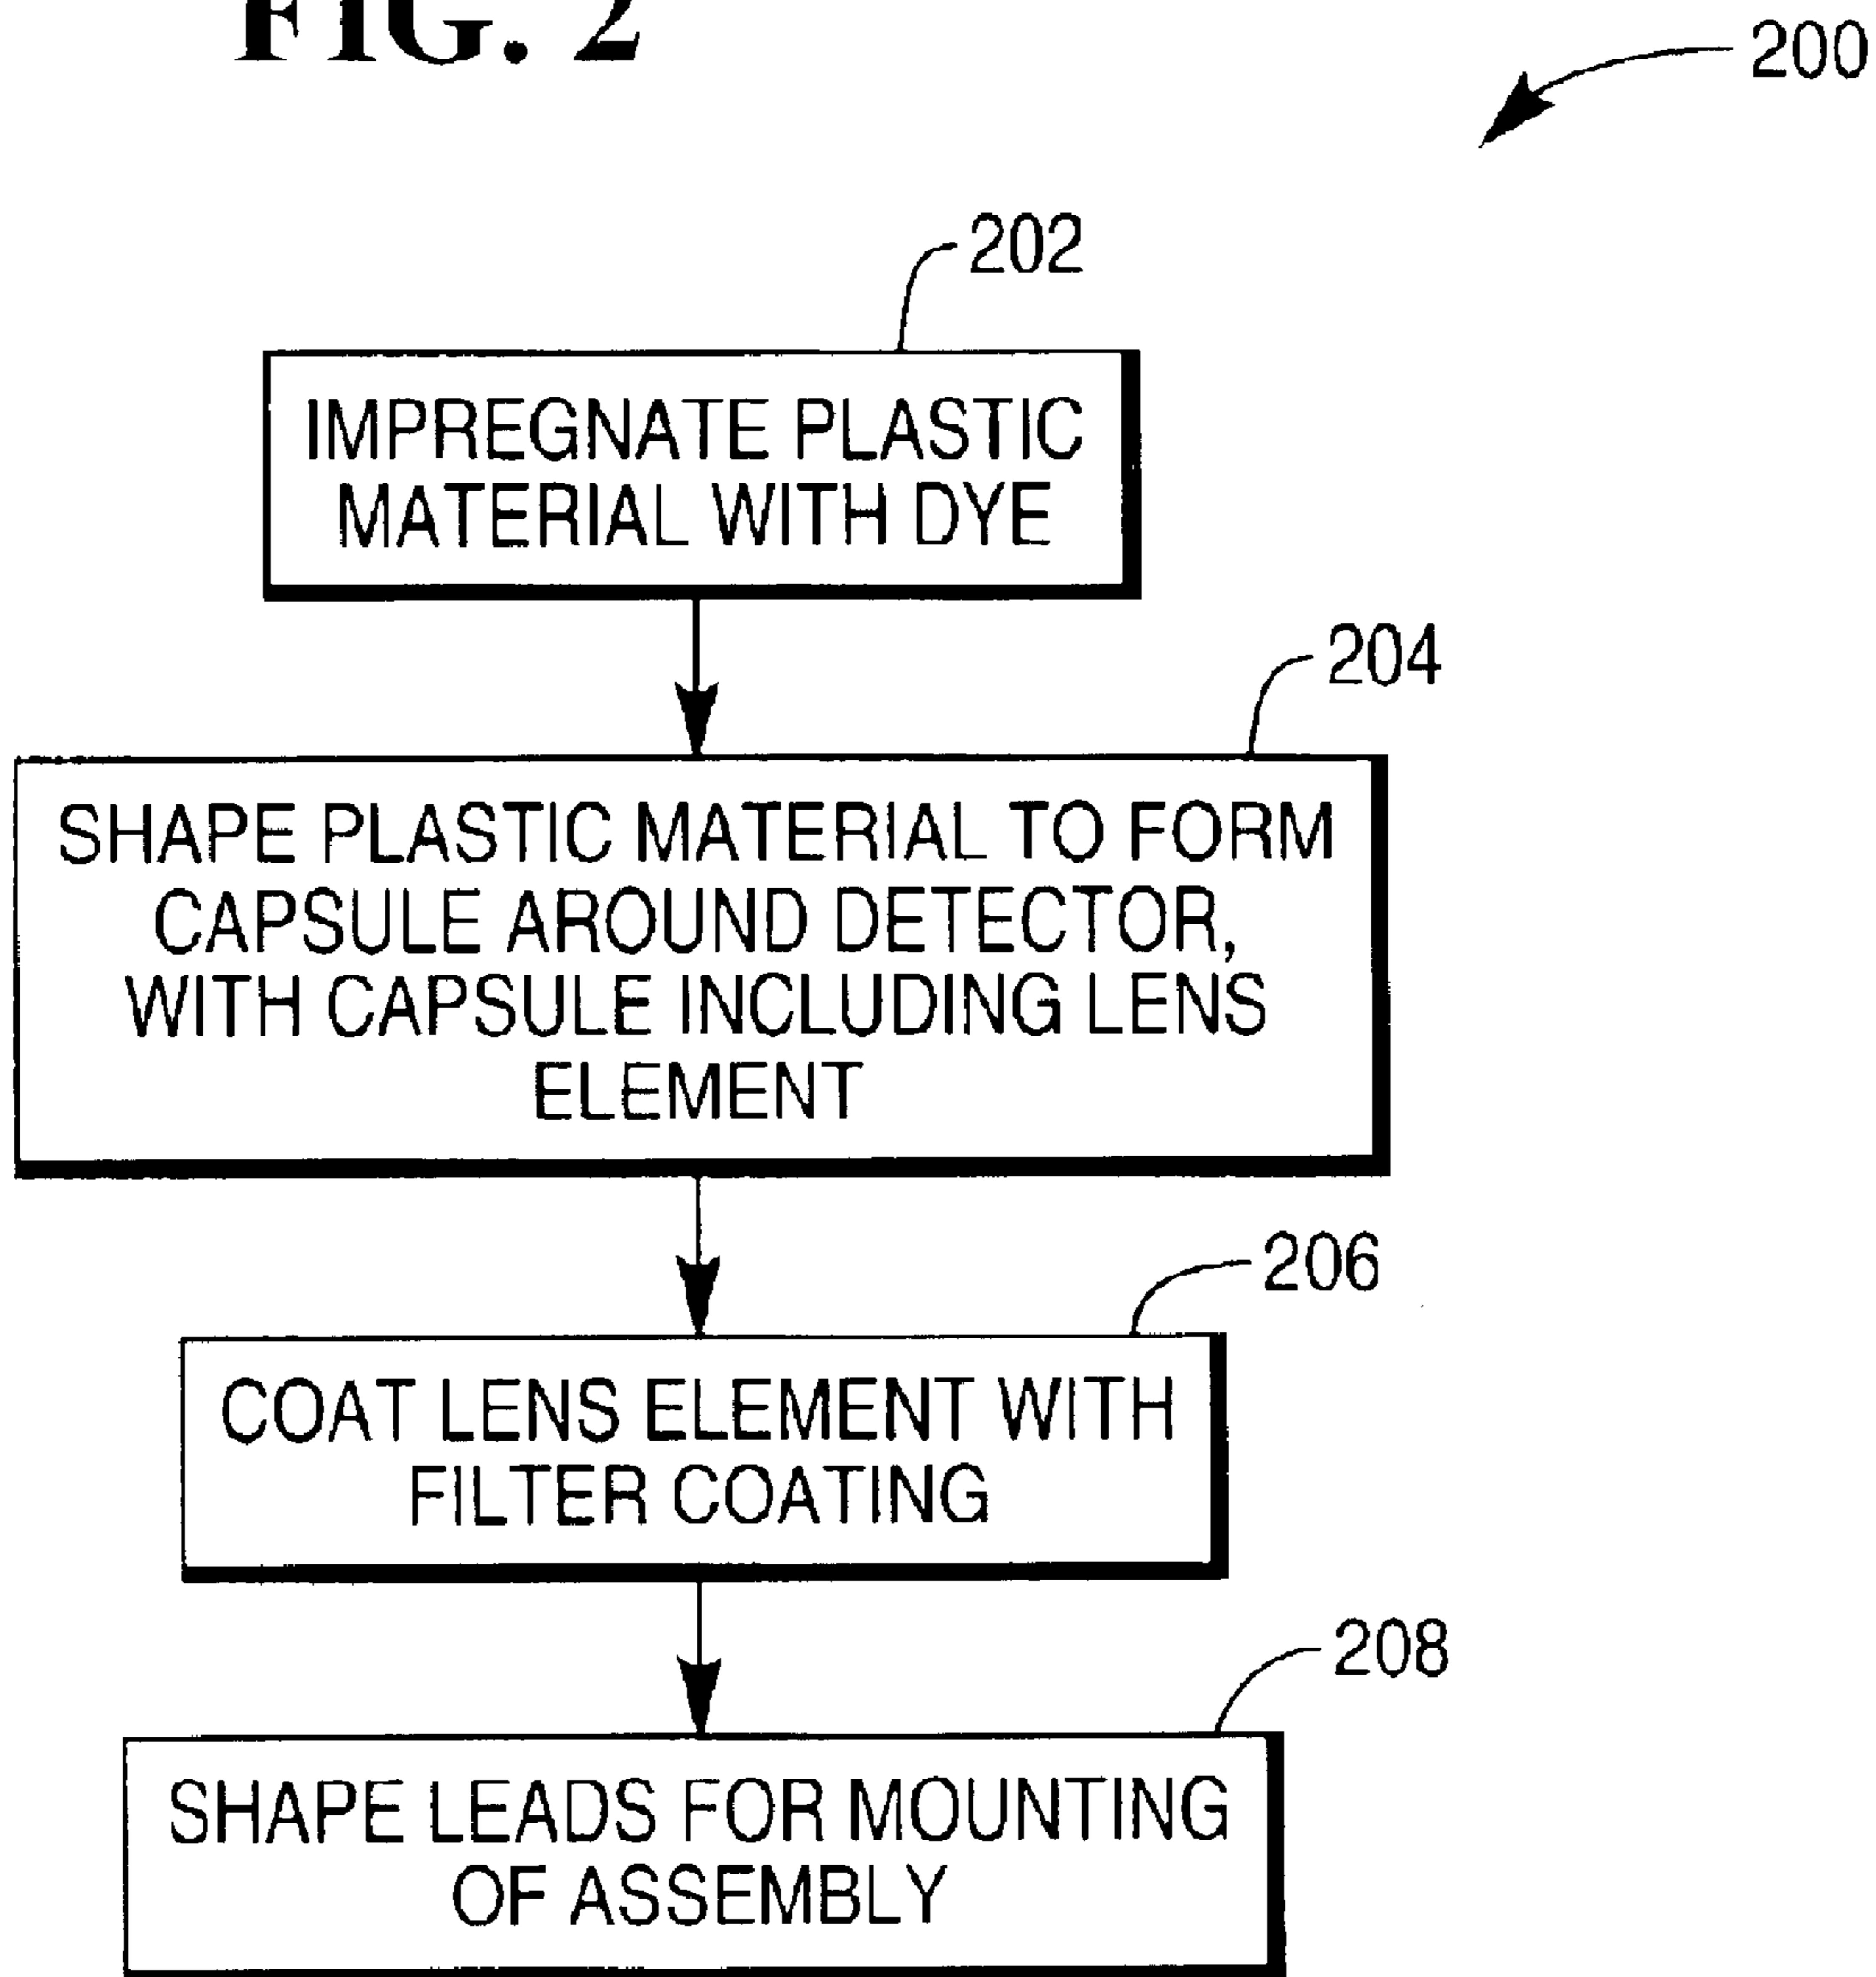 FIG. 2
200
202
IMPREGNATE PLASTIC
MATERIAL WITH DYE
204
SHAPE PLASTIC MATERIAL TO FORM
CAPSULE AROUND DETECTOR,
WITH CAPSULE INCLUDING LENS
ELEMENT
206
COAT LENS ELEMENT WITH
FILTER COATING
208
SHAPE LEADS FOR MOUNTING
OF ASSEMBLY